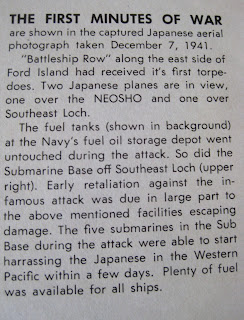 THE FIRST MINUTES OF WAR
are shown in the captured Japanese aerial
photograph taken December 7, 1941.
"Battleship Row" along the east side of
Ford Island had received it's first torpe-
does. Two Japanese planes are in view,
one over the NEOSHO and one over
Southeast Loch.
The fuel tanks (shown in background)
at the Navy's fuel oil storage depot went
untouched during the attack. So did the
Submarine Base off Southeast Loch (upper
right). Early retaliation against the in-
famous attack was due in large part to
the above mentioned facilities escaping
damage. The five submarines in the Sub
Base during the attack were able to start
harrassing the Japanese in the Western
Pacific within a few days. Plenty of fuel
was available for all ships.